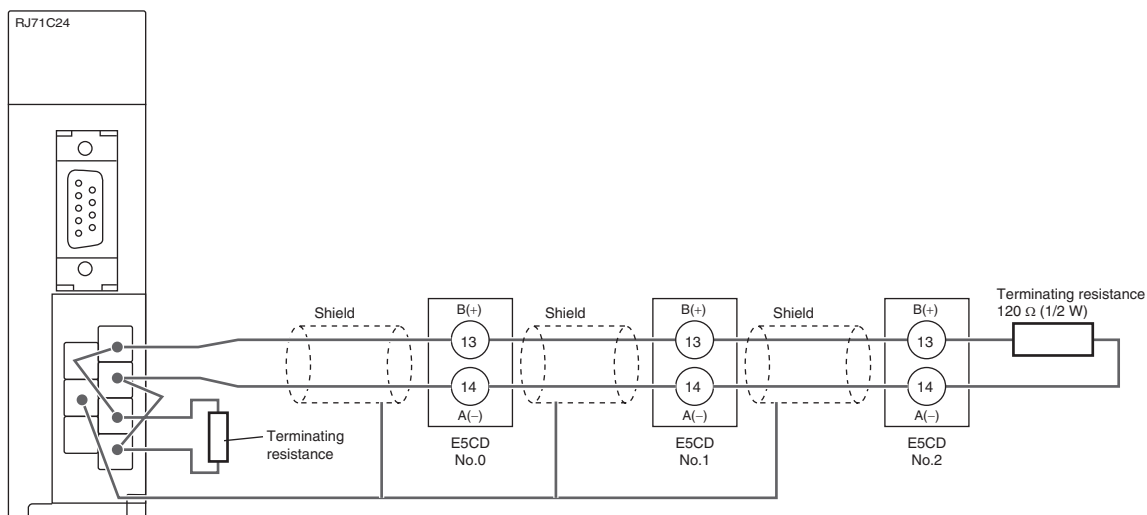 RJ71C24
Shield
B(+)
13
14
A(−)
E5CD
No.0
Shield
B(+)
13
14
A(−)
E5CD
No.1
Shield
B(+)
13
14
A(−)
E5CD
No.2
Terminating resistance
120 Ω (1/2 W)
Terminating
resistance